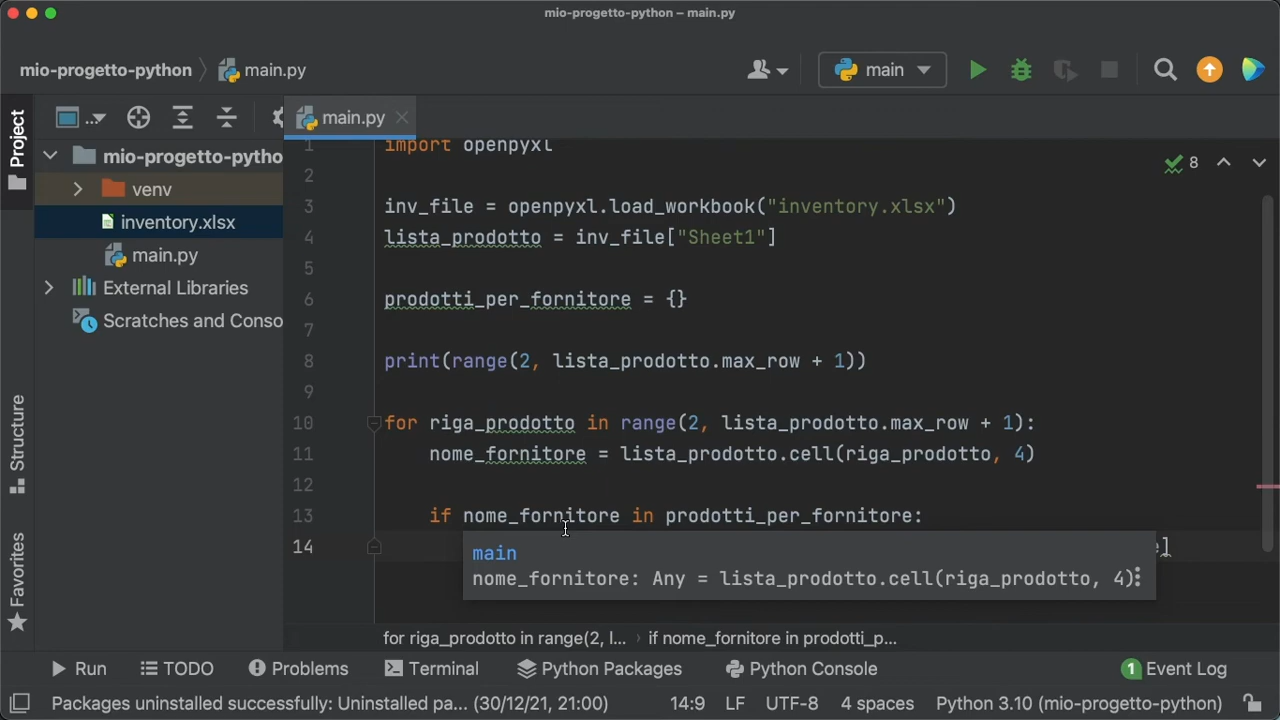 mio-progetto-python – main.py
mio-progetto-python
main.py
main
Project
main.py
mio-progetto-pytho
venv
inventory.xlsx
main.py
External Libraries
Scratches and Conso
Structure
Favorites
8
1 import openpyxl
2
3 inv_file = openpyxl.load_workbook("inventory.xlsx")
4 lista_prodotto = inv_file["Sheet1"]
5
6 prodotti_per_fornitore = {}
7
8 print(range(2, lista_prodotto.max_row + 1))
9
10 for riga_prodotto in range(2, lista_prodotto.max_row + 1):
11 nome_fornitore = lista_prodotto.cell(riga_prodotto, 4)
12
13 if nome_fornitore in prodotti_per_fornitore:
14 e]
main
nome_fornitore: Any = lista_prodotto.cell(riga_prodotto, 4)
for riga_prodotto in range(2, l... › if nome_fornitore in prodotti_p...
Run TODO Problems Terminal Python Packages Python Console 1 Event Log
Packages uninstalled successfully: Uninstalled pa... (30/12/21, 21:00) 14:9 LF UTF-8 4 spaces Python 3.10 (mio-progetto-python)